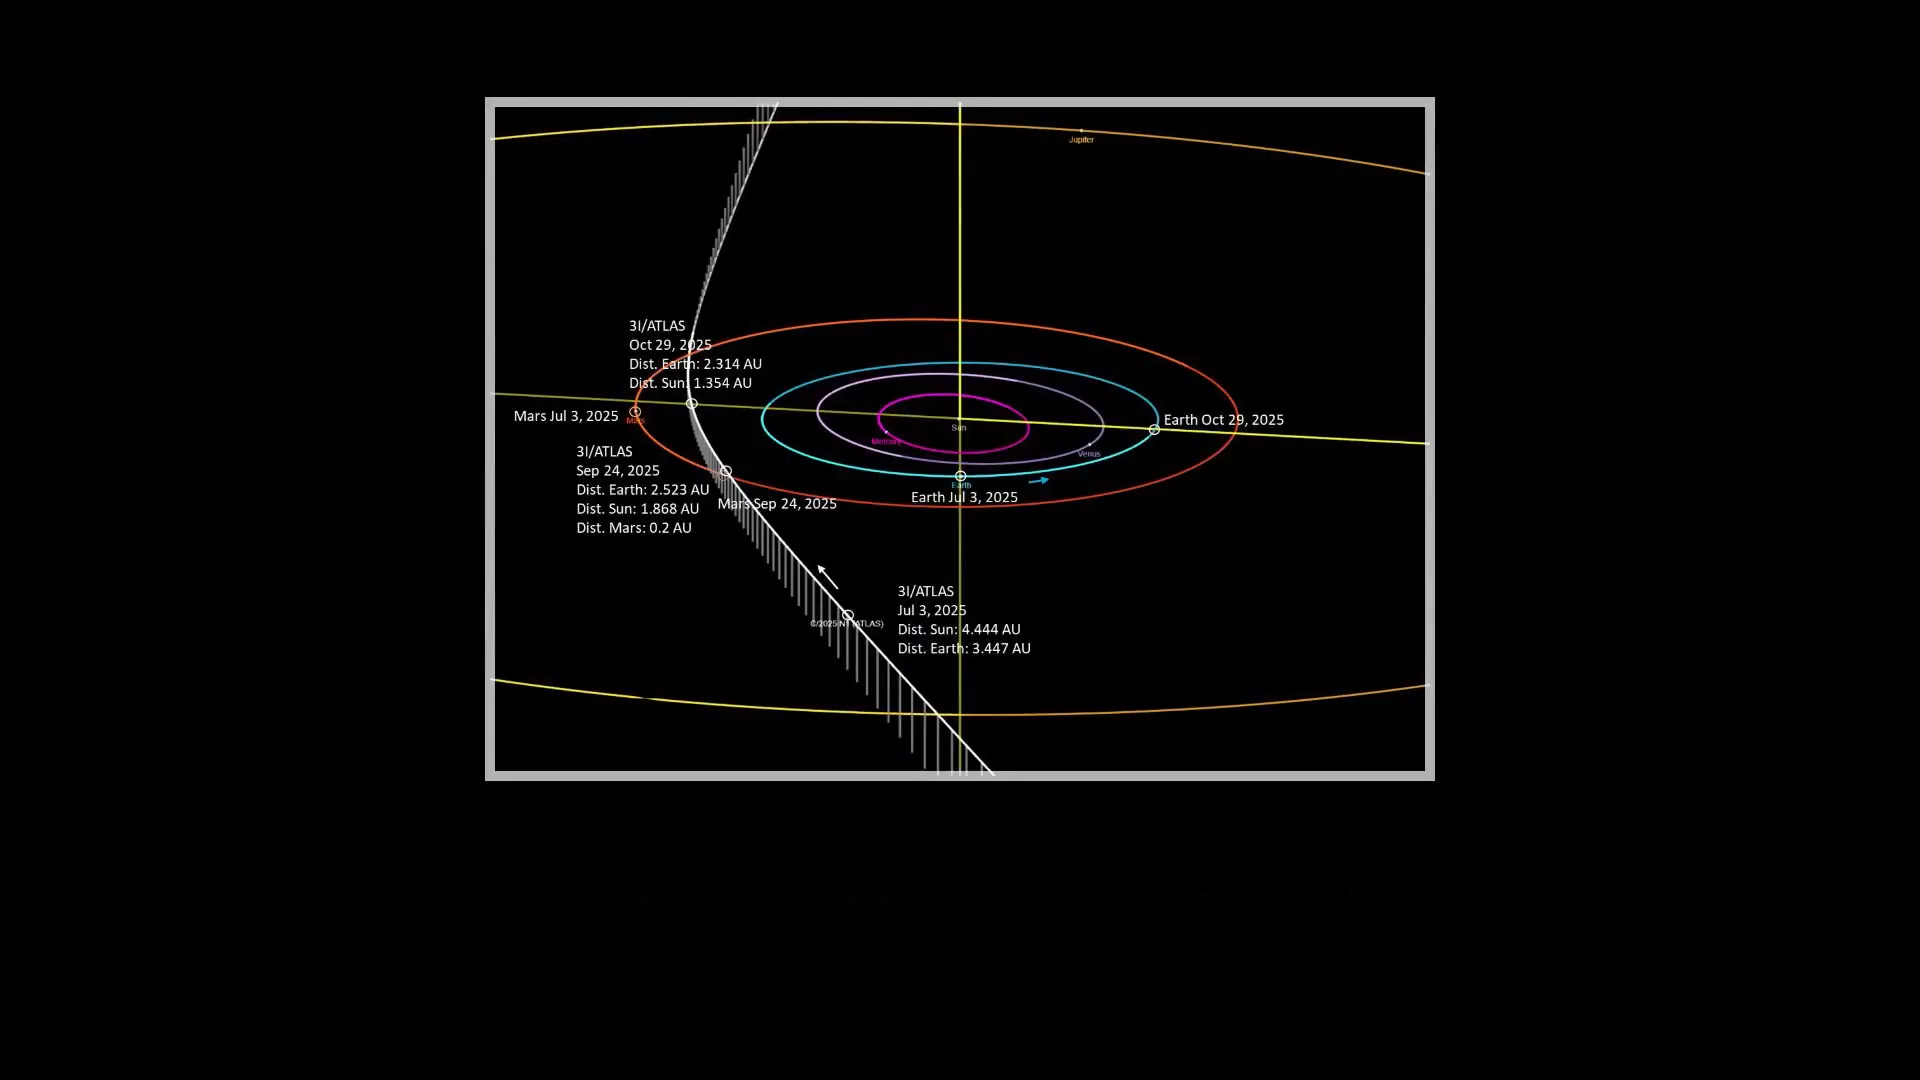 Jupiter
3I/ATLAS
Oct 29, 2025
Dist. Earth: 2.314 AU
Dist. Sun: 1.354 AU
Mars Jul 3, 2025
Mars
Earth Oct 29, 2025
Sun
Mercury
Venus
3I/ATLAS
Sep 24, 2025
Dist. Earth: 2.523 AU
Dist. Sun: 1.868 AU
Dist. Mars: 0.2 AU
Mars Sep 24, 2025
Earth
Earth Jul 3, 2025
3I/ATLAS
Jul 3, 2025
Dist. Sun: 4.444 AU
Dist. Earth: 3.447 AU
C/2025 N1 (ATLAS)